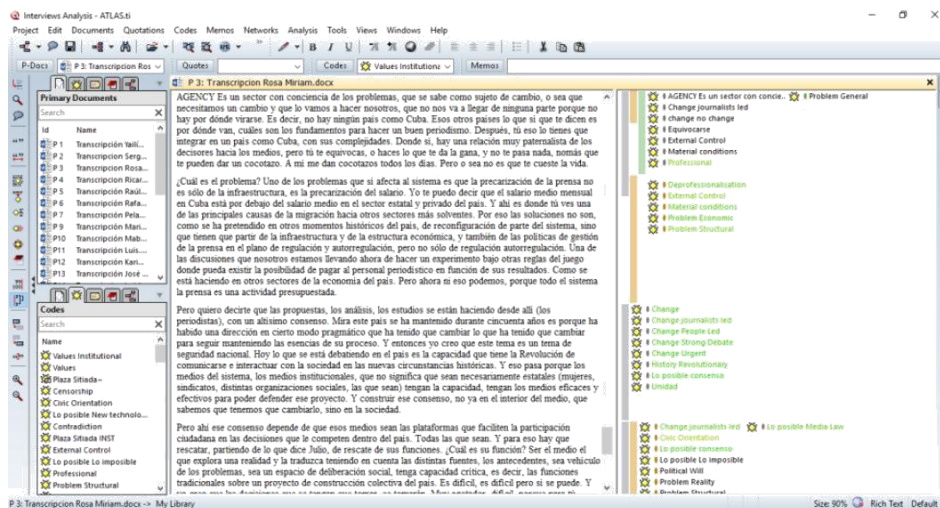 Interviews Analysis - ATLAS.ti
Project Edit Documents Quotations Codes Memos Networks Analysis Tools Views Windows Help
P-Docs P 3: Transcripcion Ros Quotes Codes Values Instituciona Memos
Primary Documents
Search
Id Name
P 1 Transcripción Yaili...
P 2 Transcripción Serg...
P 3 Transcripcion Rosa...
P 4 Transcripción Ricar...
P 5 Transcripción Raúl...
P 6 Transcripción Rafa...
P 7 Transcripción Pela...
P 9 Transcripción Mari...
P10 Transcripción Mab...
P11 Transcripción Luis....
P12 Transcripción Kari...
P13 Transcripción José ...
Codes
Search
Name
Values Institutional
Values
Plaza Sitiada~
Censorship
Civic Orientation
Lo posible New technolo...
Contradiction
Plaza Sitiada INST
External Control
Lo posible Lo imposible
Professional
Problem Structural
P 3: Transcripcion Rosa Miriam.docx
AGENCY Es un sector con conciencia de los problemas, que se sabe como sujeto de cambio, o sea que
necesitamos un cambio y que lo vamos a hacer nosotros, que no nos va a llegar de ninguna parte porque no
hay por dónde virarse. Es decir, no hay ningún país como Cuba. Esos otros países lo que si que te dicen es
por dónde van, cuáles son los fundamentos para hacer un buen periodismo. Después, tú eso lo tienes que
integrar en un país como Cuba, con sus complejidades. Donde si, hay una relación muy paternalista de los
decisores hacia los medios, pero tú te equivocas, o haces lo que te da la gana, y no te pasa nada, nomás que
te pueden dar un cocotazo. A mí me dan cocotazos todos los días. Pero o sea no es que te cueste la vida.
¿Cuál es el problema? Uno de los problemas que si afecta al sistema es que la precarización de la prensa no
es sólo de la infraestructura, es la precarización del salario. Yo te puedo decir que el salario medio mensual
en Cuba está por debajo del salario medio en el sector estatal y privado del país. Y ahí es donde tú ves una
de las principales causas de la migración hacia otros sectores más solventes. Por eso las soluciones no son,
como se ha pretendido en otros momentos históricos del país, de reconfiguración de parte del sistema, sino
que tienen que partir de la infraestructura y de la estructura económica, y también de las políticas de gestión
de la prensa en el plano de regulación y autorregulación, pero no sólo de regulación autorregulación. Una de
las discusiones que nosotros estamos llevando ahora de hacer un experimento bajo otras reglas del juego
donde pueda existir la posibilidad de pagar al personal periodístico en función de sus resultados. Como se
está haciendo en otros sectores de la economía del país. Pero ahora ni eso podemos, porque todo el sistema
la prensa es una actividad presupuestada.
Pero quiero decirte que las propuestas, los análisis, los estudios se están haciendo desde allí (los
periodistas), con un altísimo consenso. Mira este país se ha mantenido durante cincuenta años es porque ha
habido una dirección en cierto modo pragmático que ha tenido que cambiar lo que ha tenido que cambiar
para seguir manteniendo las esencias de su proceso. Y entonces yo creo que este tema es un tema de
seguridad nacional. Hoy lo que se está debatiendo en el país es la capacidad que tiene la Revolución de
comunicarse e interactuar con la sociedad en las nuevas circunstancias históricas. Y eso pasa porque los
medios del sistema, los medios institucionales, que no significa que sean necesariamente estatales (mujeres,
sindicatos, distintas organizaciones sociales, las que sean) tengan la capacidad, tengan los medios eficaces y
efectivos para poder defender ese proyecto. Y construir ese consenso, no ya en el interior del medio, que
sabemos que tenemos que cambiarlo, sino en la sociedad.
Pero ahí ese consenso depende de que esos medios sean las plataformas que faciliten la participación
ciudadana en las decisiones que le competen dentro del país. Todas las que sean. Y para eso hay que
rescatar, partiendo de lo que dice Julio, de rescate de sus funciones. ¿Cuál es su función? Ser el medio el
que explora una realidad y la traduzca teniendo en cuenta las distintas fuentes, los antecedentes, sea vehículo
de los problemas, sea un espacio de deliberación social, tenga capacidad crítica, es decir, las funciones
tradicionales sobre un proyecto de construcción colectiva del país. Es difícil, es difícil pero si se puede. Y
AGENCY Es un sector con concie.. Problem General
Change journalists led
change no change
Equivocarse
External Control
Material conditions
Professional
Deprofessionalisation
External Control
Material conditions
Problem Economic
Problem Structural
Change
Change journalists led
Change People Led
Change Strong Debate
Change Urgent
History Revolutionary
Lo posible consenso
Unidad
Change journalists led Lo posible Media Law
Civic Orientation
Lo posible consenso
Lo posible Lo imposible
Political Will
Problem Reality
Problem Structural
P 3: Transcripcion Rosa Miriam.docx -> My Library Size: 90% Rich Text Default